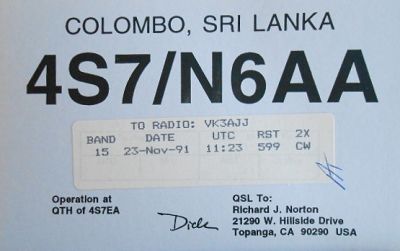 COLOMBO, SRI LANKA
4S7/N6AA
TO RADIO: VK3AJJ
BAND DATE UTC RST 2X
15 23-Nov-91 11:23 599 CW
Operation at
QTH of 4S7EA
Dick
QSL To:
Richard J. Norton
21290 W. Hillside Drive
Topanga, CA 90290 USA